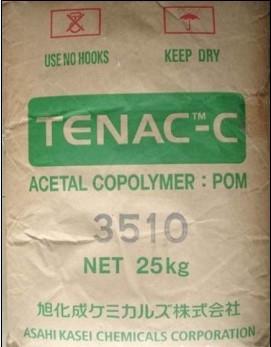 USE NO HOOKS KEEP DRY
TENAC™-C
ACETAL COPOLYMER : POM
3510
NET 25kg
旭化成ケミカルズ株式会社
ASAHI KASEI CHEMICALS CORPORATION